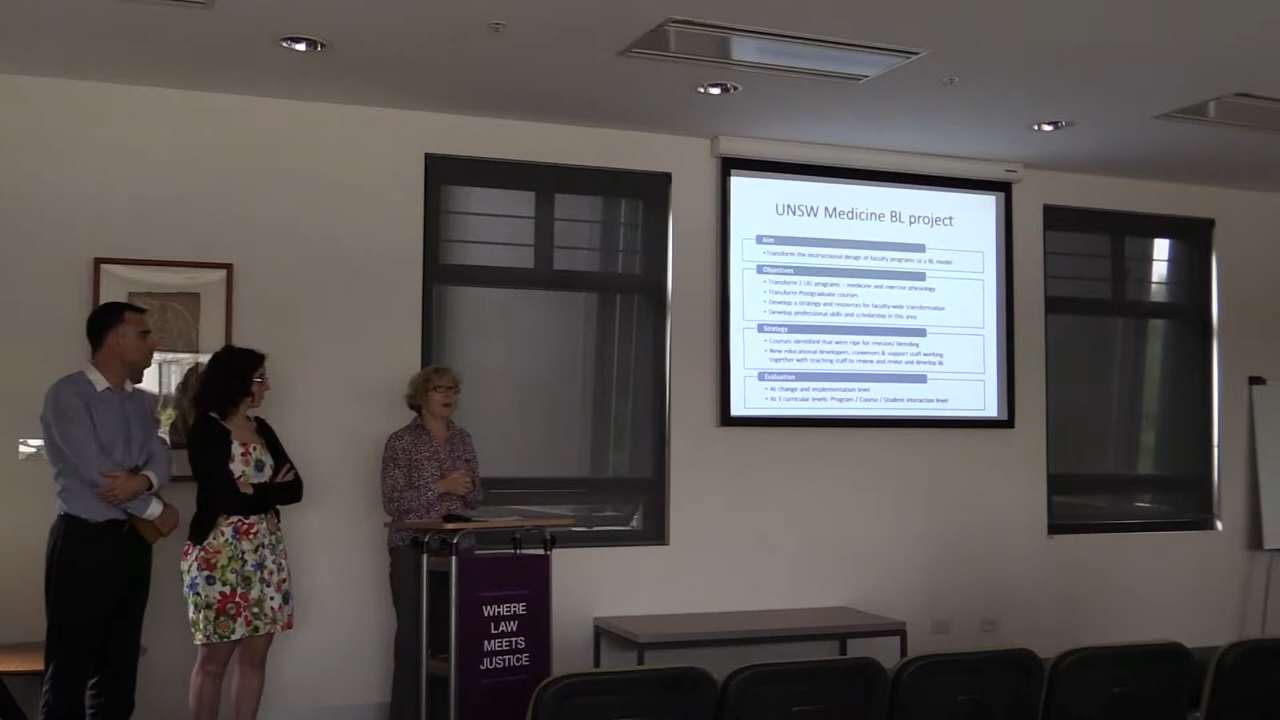 UNSW Medicine BL project
Aim
• Transform the instructional design of faculty programs to a BL model
Objectives
• Transform 2 UG programs – medicine and exercise physiology
• Transform Postgraduate courses
• Develop a strategy and resources for faculty-wide transformation
• Develop professional skills and scholarship in this area
Strategy
• Courses identified that were ripe for revision/ blending
• New educational developers, convenors & support staff working
together with teaching staff to review and revise and develop BL
Evaluation
• At change and implementation level
• At 3 curricular levels: Program / Course / Student interaction level
WHERE
LAW
MEETS
JUSTICE